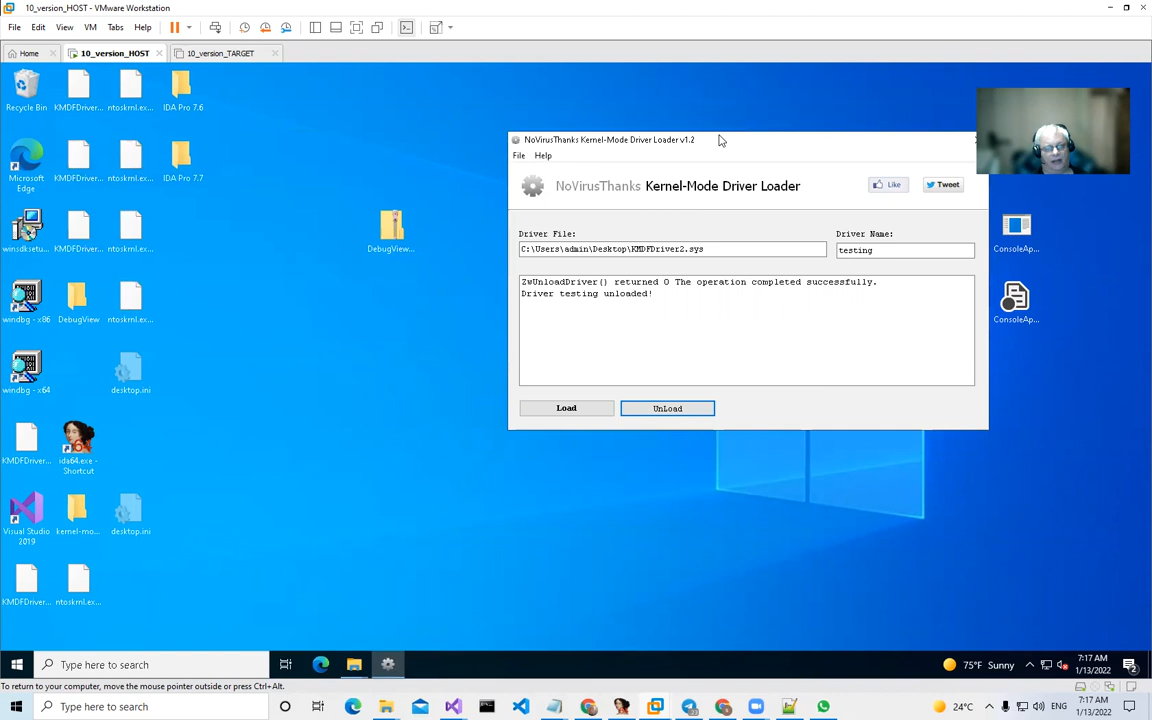 10_version_HOST - VMware Workstation
File Edit View VM Tabs Help
Home 10_version_HOST 10_version_TARGET
Recycle Bin KMDFDriver... ntoskrnl.ex... IDA Pro 7.6
Microsoft Edge KMDFDriver... ntoskrnl.ex... IDA Pro 7.7
winsdksetu... KMDFDriver... ntoskrnl.ex... DebugView...
windbg - x86 DebugView ntoskrnl.ex...
windbg - x64 desktop.ini
KMDFDriver... ida64.exe - Shortcut
Visual Studio 2019 kernel-mo... desktop.ini
KMDFDriver... ntoskrnl.ex...
NoVirusThanks Kernel-Mode Driver Loader v1.2
File Help
NoVirusThanks Kernel-Mode Driver Loader Like Tweet
Driver File: Driver Name:
C:\Users\admin\Desktop\KMDFDriver2.sys testing
ZwUnloadDriver() returned 0 The operation completed successfully.
Driver testing unloaded!
Load UnLoad
ConsoleAp...
ConsoleAp...
Type here to search 75°F Sunny 7:17 AM
1/13/2022 2
To return to your computer, move the mouse pointer outside or press Ctrl+Alt.
Type here to search 24°C ENG 7:17 AM
1/13/2022